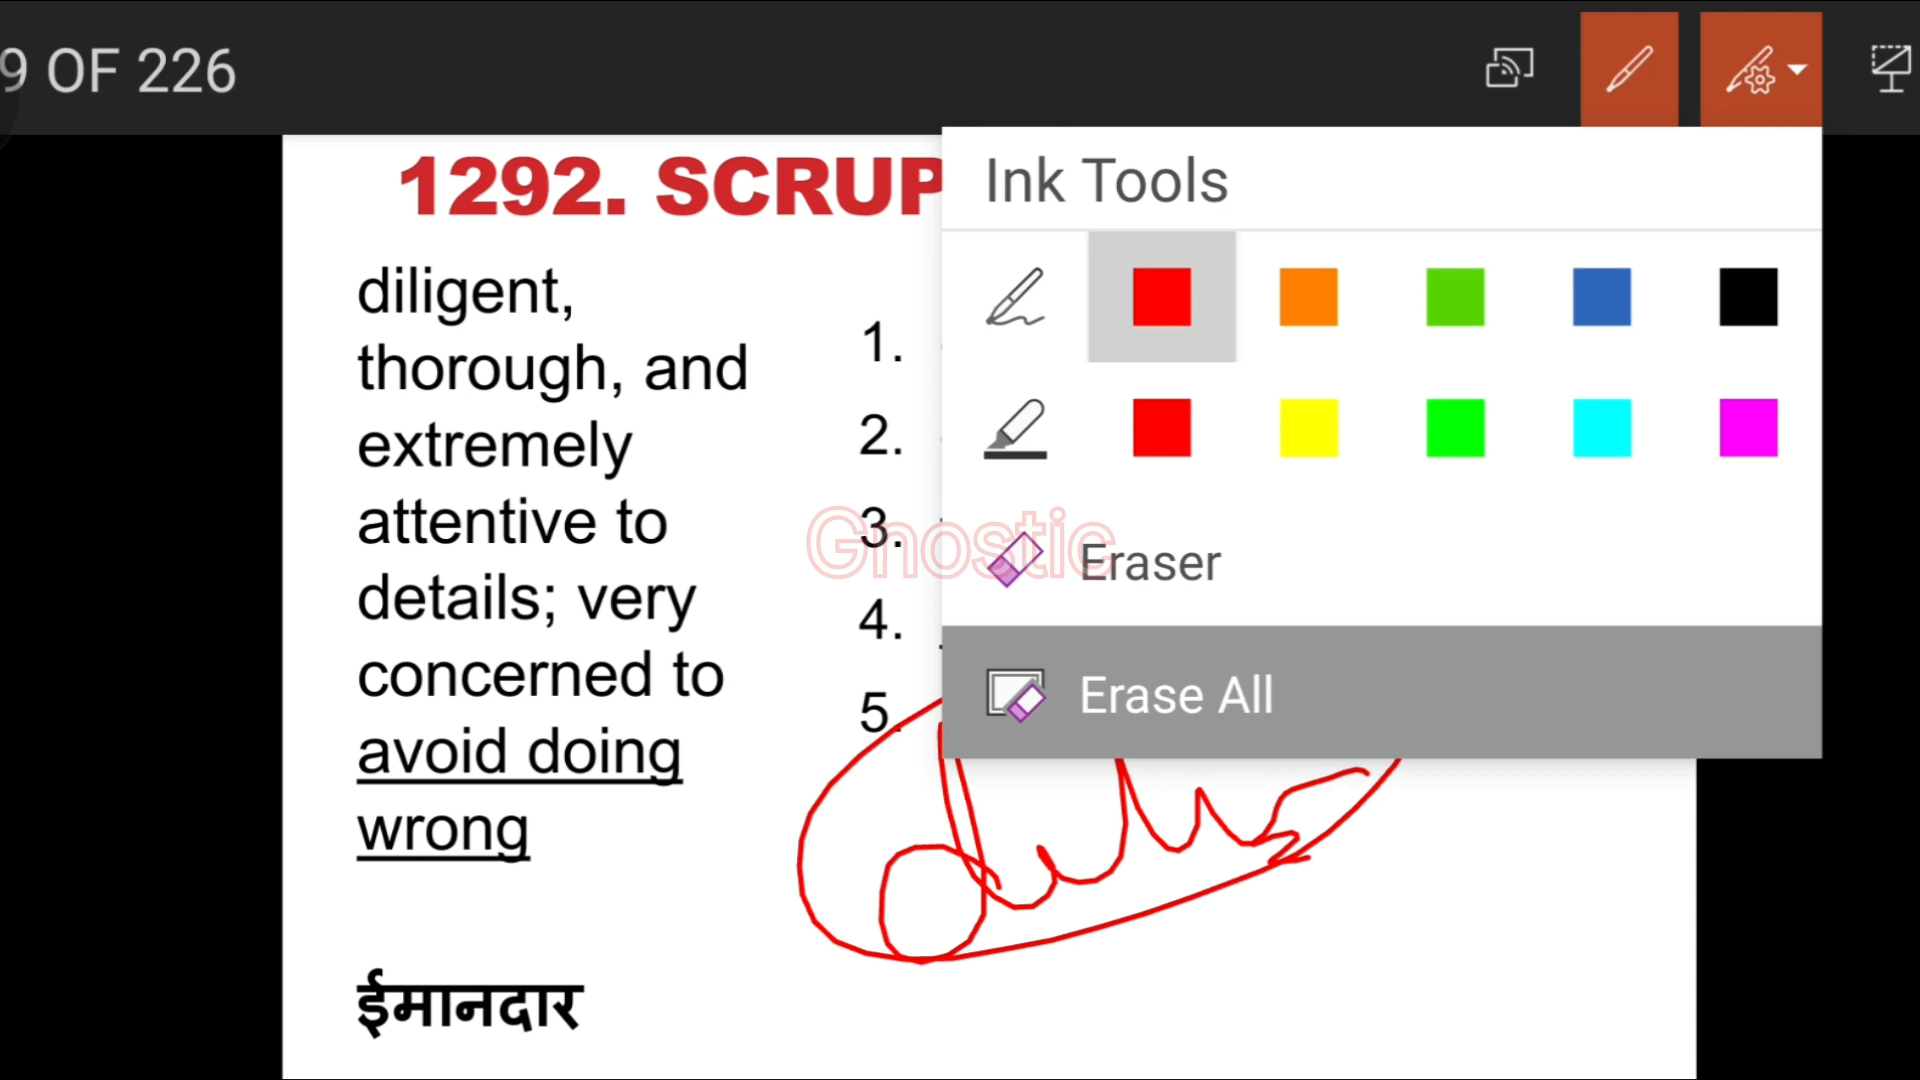 9 OF 226
1292. SCRUP
Ink Tools
diligent,
thorough, and
extremely
attentive to
details; very
concerned to
avoid doing
wrong
ईमानदार
1.
2.
3.
4.
5.
Gnostic
Eraser
Erase All